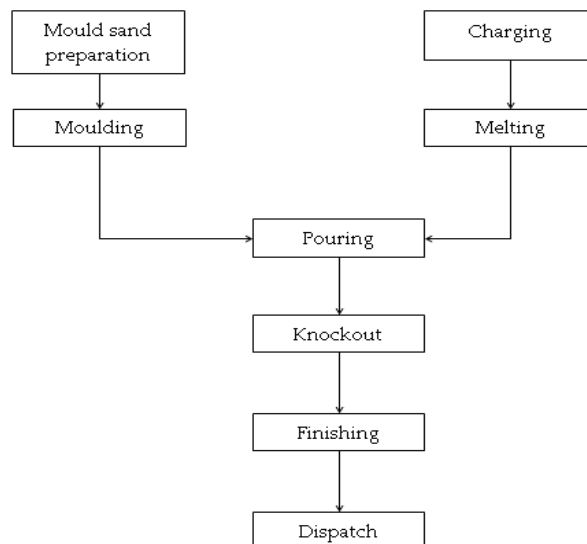 Mould sand
preparation
Charging
Moulding
Melting
Pouring
Knockout
Finishing
Dispatch